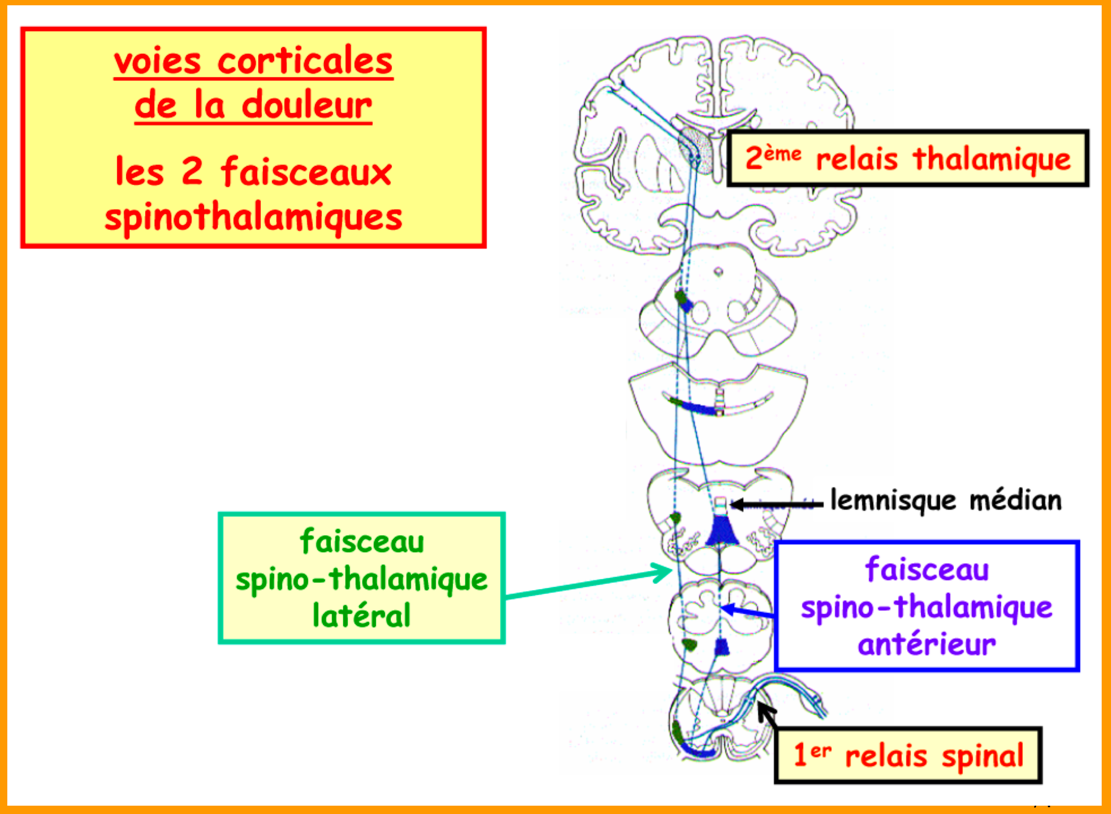 voies corticales
de la douleur
les 2 faisceaux
spinothalamiques
2ème relais thalamique
lemnisque médian
faisceau
spino-thalamique
latéral
faisceau
spino-thalamique
antérieur
1er relais spinal